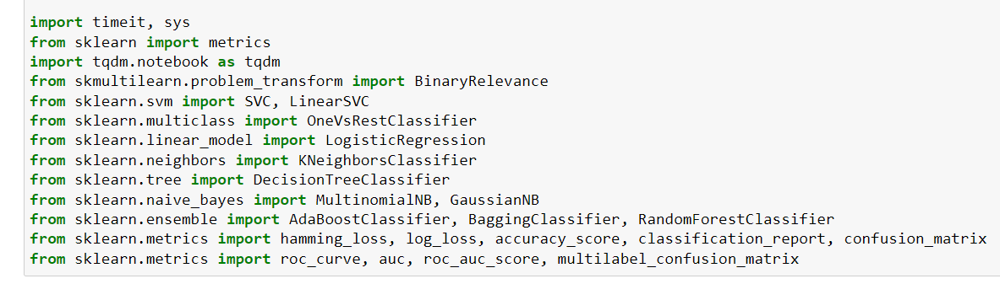 import timeit, sys
from sklearn import metrics
import tqdm.notebook as tqdm
from skmultilearn.problem_transform import BinaryRelevance
from sklearn.svm import SVC, LinearSVC
from sklearn.multiclass import OneVsRestClassifier
from sklearn.linear_model import LogisticRegression
from sklearn.neighbors import KNeighborsClassifier
from sklearn.tree import DecisionTreeClassifier
from sklearn.naive_bayes import MultinomialNB, GaussianNB
from sklearn.ensemble import AdaBoostClassifier, BaggingClassifier, RandomForestClassifier
from sklearn.metrics import hamming_loss, log_loss, accuracy_score, classification_report, confusion_matrix
from sklearn.metrics import roc_curve, auc, roc_auc_score, multilabel_confusion_matrix